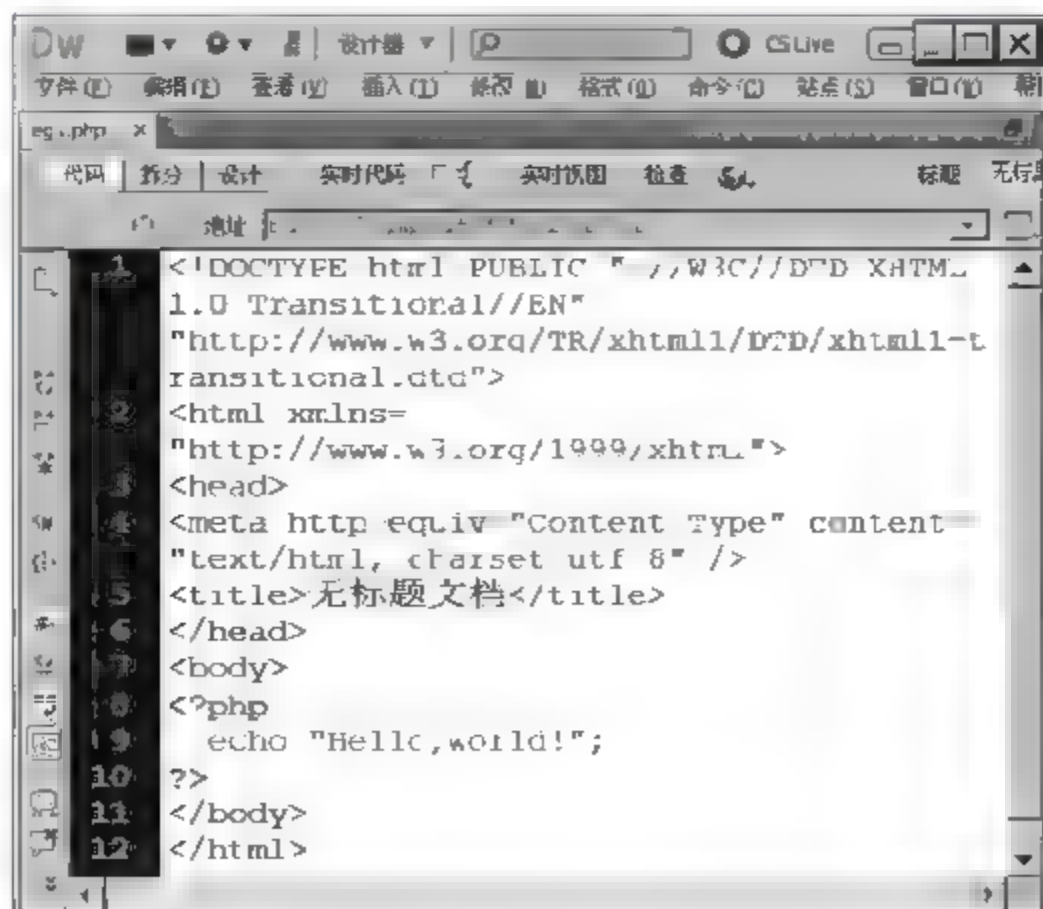 DW 设计器 CS Live
文件(F) 编辑(E) 查看(V) 插入(I) 修改(M) 格式(O) 命令(C) 站点(S) 窗口(W)
.php ×
代码 拆分 设计 实时代码 实时视图 检查 标题
地址
1 <!DOCTYPE html PUBLIC "-//W3C//DTD XHTML
1.0 Transitional//EN"
"http://www.w3.org/TR/xhtml1/DTD/xhtml1-t
ransitional.dtd">
2 <html xmlns=
"http://www.w3.org/1999/xhtml">
3 <head>
4 <meta http-equiv="Content-Type" content=
"text/html; charset=utf-8" />
5 <title>无标题文档</title>
6 </head>
7 <body>
8 <?php
9 echo "Hello,world!";
10 ?>
11 </body>
12 </html>